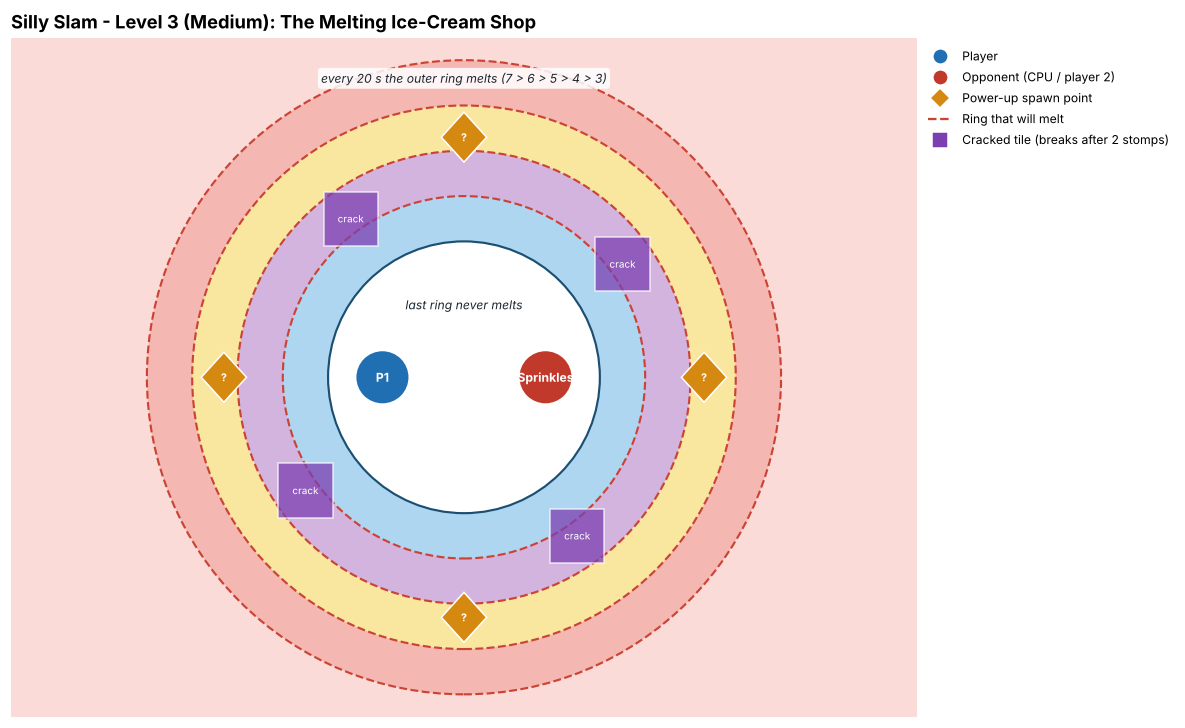 Silly Slam - Level 3 (Medium): The Melting Ice-Cream Shop
every 20 s the outer ring melts (7 > 6 > 5 > 4 > 3)
Player
Opponent (CPU / player 2)
Power-up spawn point
Ring that will melt
Cracked tile (breaks after 2 stomps)
?
crack
crack
last ring never melts
?
P1
Sprinkles
?
crack
crack
?